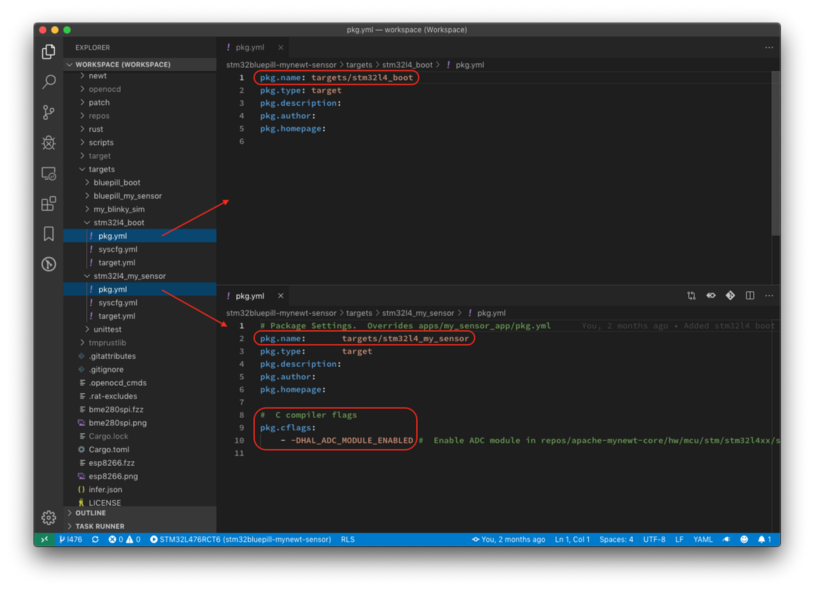 pkg.yml — workspace (Workspace)
EXPLORER
WORKSPACE (WORKSPACE)
newt
openocd
patch
repos
rust
scripts
target
targets
bluepill_boot
bluepill_my_sensor
my_blinky_sim
stm32l4_boot
! pkg.yml
! syscfg.yml
! target.yml
stm32l4_my_sensor
! pkg.yml
! syscfg.yml
! target.yml
unittest
tmprustlib
.gitattributes
.gitignore
.openocd_cmds
.rat-excludes
bme280spi.fzz
bme280spi.png
Cargo.lock
Cargo.toml
esp8266.fzz
esp8266.png
infer.json
LICENSE
OUTLINE
TASK RUNNER
! pkg.yml ×
stm32bluepill-mynewt-sensor > targets > stm32l4_boot > ! pkg.yml
1 pkg.name: targets/stm32l4_boot
2 pkg.type: target
3 pkg.description:
4 pkg.author:
5 pkg.homepage:
6
! pkg.yml ×
stm32bluepill-mynewt-sensor > targets > stm32l4_my_sensor > ! pkg.yml
1 # Package Settings. Overrides apps/my_sensor_app/pkg.yml You, 2 months ago • Added stm32l4 boot
2 pkg.name: targets/stm32l4_my_sensor
3 pkg.type: target
4 pkg.description:
5 pkg.author:
6 pkg.homepage:
7
8 # C compiler flags
9 pkg.cflags:
10 - -DHAL_ADC_MODULE_ENABLED # Enable ADC module in repos/apache-mynewt-core/hw/mcu/stm/stm32l4xx/s
11
l476 0 0 STM32L476RCT6 (stm32bluepill-mynewt-sensor) RLS You, 2 months ago Ln 1, Col 1 Spaces: 4 UTF-8 LF YAML 1